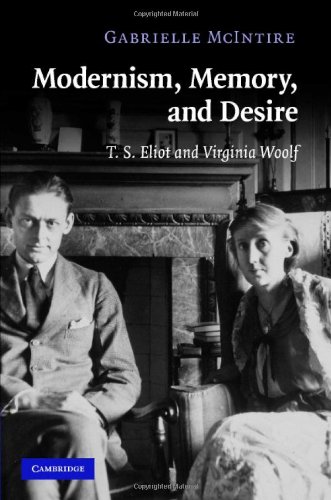 GABRIELLE MCINTIRE
Modernism, Memory,
and Desire
T. S. Eliot and Virginia Woolf
CAMBRIDGE